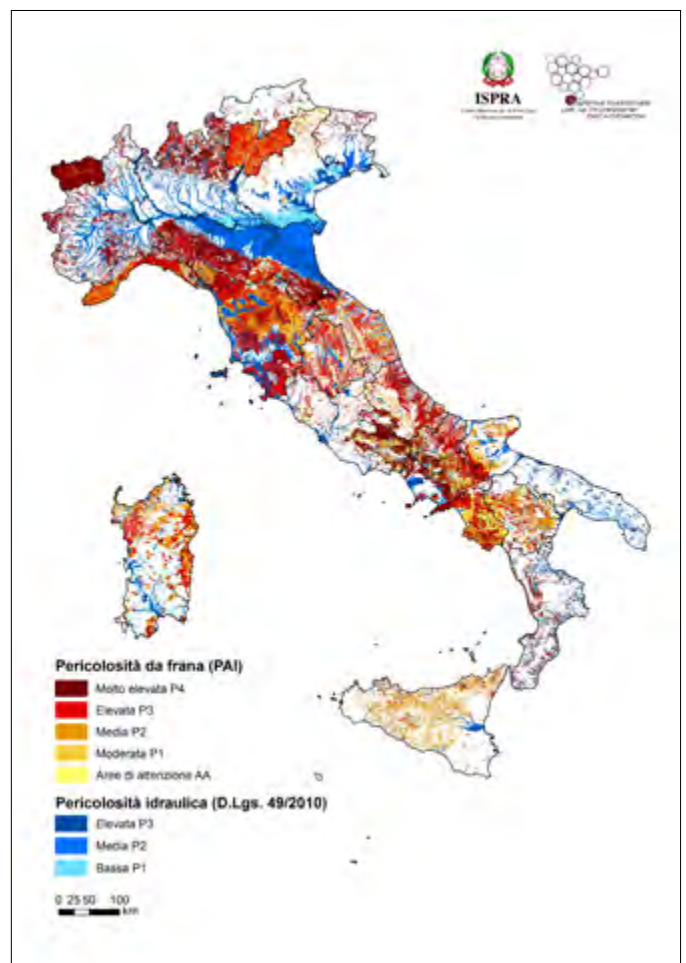 ISPRA
Pericolosità da frana (PAI)
Molto elevata P4
Elevata P3
Media P2
Moderata P1
Aree di attenzione AA
Pericolosità idraulica (D.Lgs. 49/2010)
Elevata P3
Media P2
Bassa P1
0 25 50 100
km